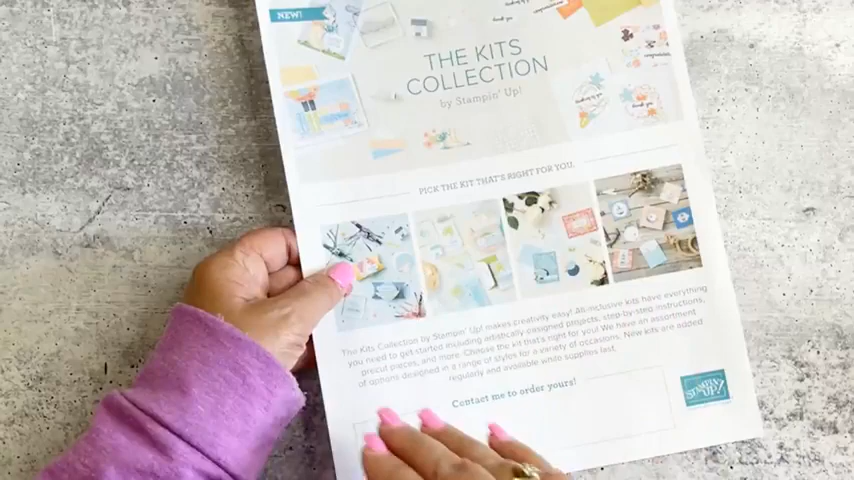 NEW!
THE KITS
COLLECTION
by Stampin' Up!
thank you
PICK THE KIT THAT'S RIGHT FOR YOU.
The Kits Collection by Stampin' Up! makes creativity easy! All-inclusive kits have everything
you need to get started including artistically designed projects, step-by-step instructions,
precut pieces, and more. Choose the kit that's right for you! We have an assortment
of options designed in a range of styles for a variety of occasions. New kits are added
regularly and available while supplies last.
Contact me to order yours!
STAMPIN' UP!